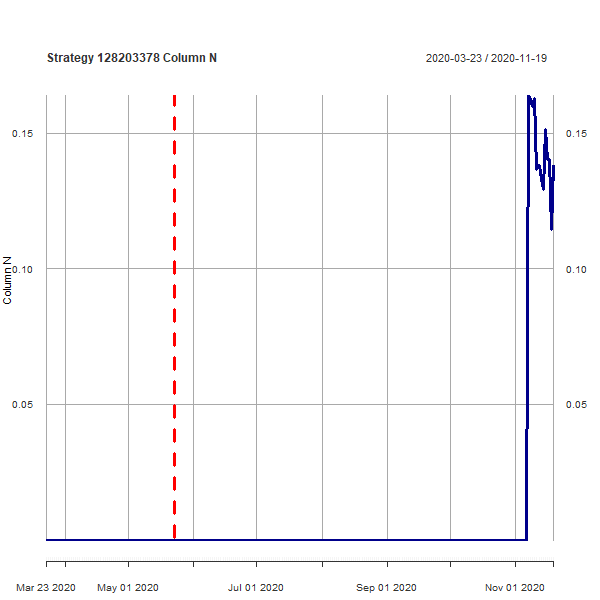 Strategy 128203378 Column N
2020-03-23 / 2020-11-19
0.15
0.15
Column N
0.10
0.10
0.05
0.05
Mar 23 2020
May 01 2020
Jul 01 2020
Sep 01 2020
Nov 01 2020